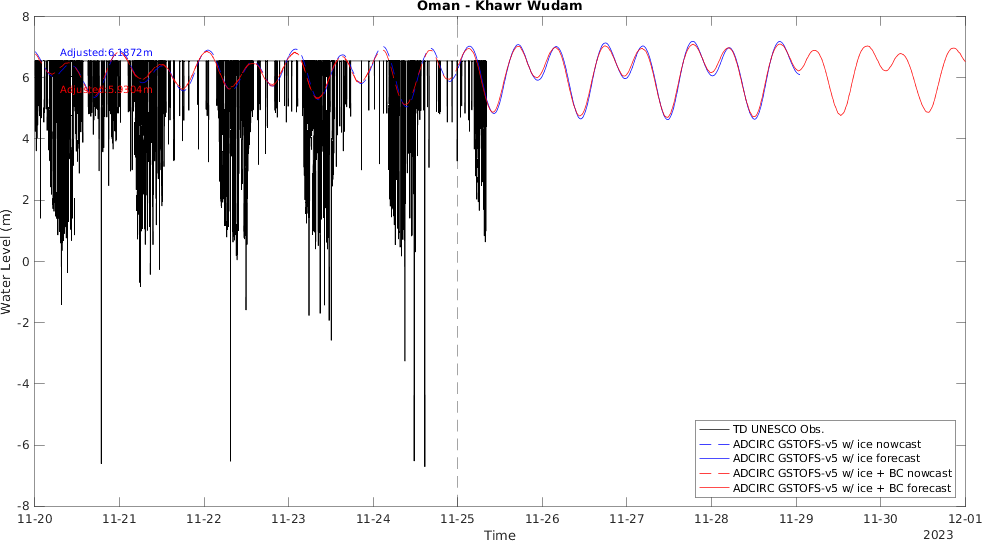 Oman - Khawr Wudam
8
6
4
2
0
-2
-4
-6
-8
Water Level (m)
Adjusted:6.1872m
TD UNESCO Obs.
ADCIRC GSTOFS-v5 w/ ice nowcast
ADCIRC GSTOFS-v5 w/ ice forecast
ADCIRC GSTOFS-v5 w/ ice + BC nowcast
ADCIRC GSTOFS-v5 w/ ice + BC forecast
11-20 11-21 11-22 11-23 11-24 11-25 11-26 11-27 11-28 11-29 11-30 12-01
Time
2023